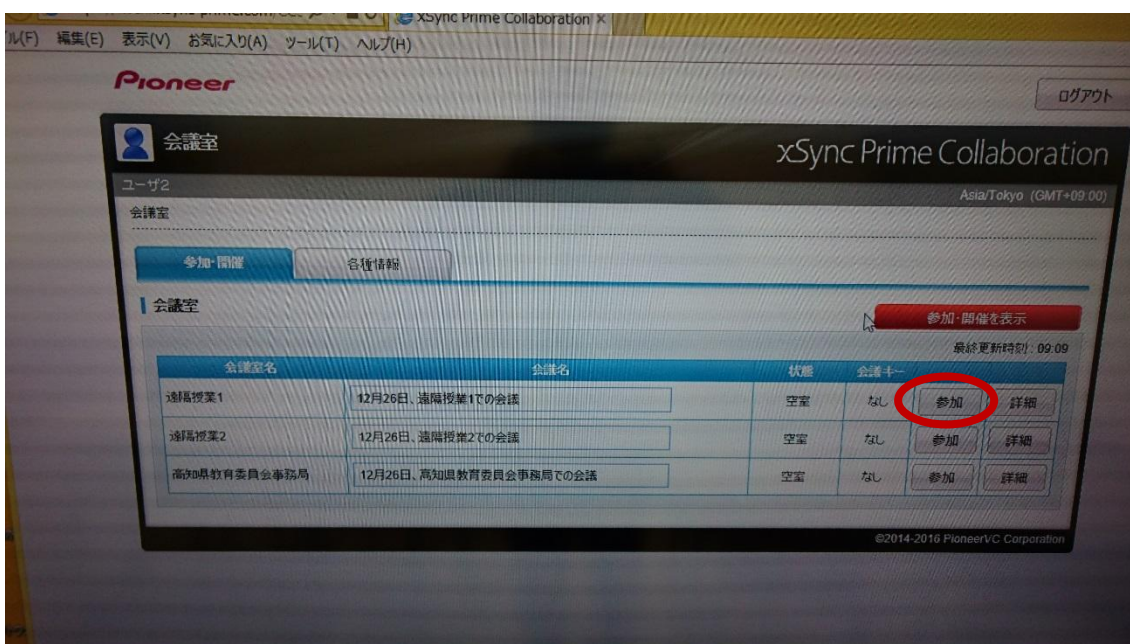 xSync Prime Collaboration
編集(E) 表示(V) お気に入り(A) ツール(T) ヘルプ(H)
Pioneer
ログアウト
会議室
xSync Prime Collaboration
ユーザ2
Asia/Tokyo (GMT+09:00)
会議室
参加・開催 各種情報
会議室
参加・開催を表示
最終更新時刻: 09:09
会議室名 会議名 状態 会議キー
遠隔授業1 12月26日、遠隔授業1での会議 空室 なし 参加 詳細
遠隔授業2 12月26日、遠隔授業2での会議 空室 なし 参加 詳細
高知県教育委員会事務局 12月26日、高知県教育委員会事務局での会議 空室 なし 参加 詳細
©2014-2016 PioneerVC Corporation